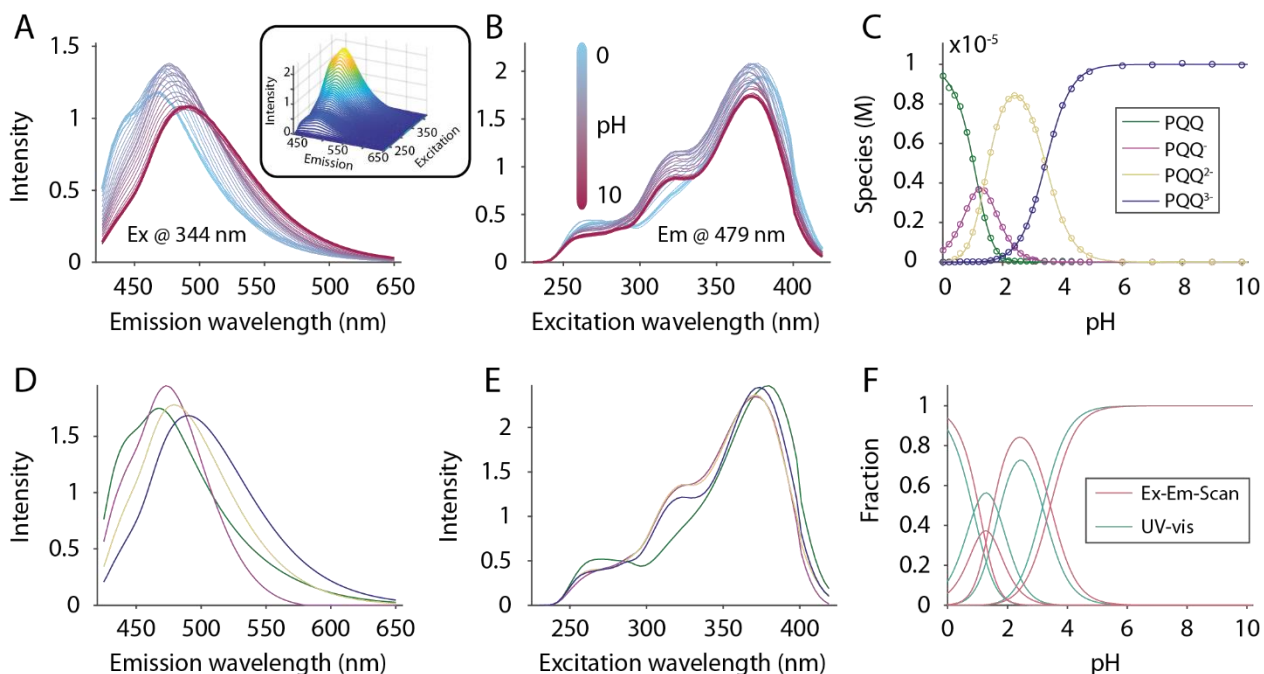 A
1.5
1
0.5
0
Intensity
450
500
550
500
650
Emission wavelength (nm)
Ex @ 344 nm
2
1
1
0
Intensity
450
550
650
Emission
250
350
Excitation
B
2.5
2
1.5
1
0.5
0
Intensity
250
300
350
400
Excitation wavelength (nm)
0
pH
10
Em @ 479 nm
C
x10-5
1
0.8
0.6
0.4
0.2
0
Species (M)
0
2
4
6
8
10
pH
PQQ
PQQ-
PQQ2-
PQQ3-
D
1.5
1
0.5
0
450
500
550
600
650
Emission wavelength (nm)
E
2.5
2
1.5
1
0.5
0
Intensity
250
300
350
400
Excitation wavelength (nm)
F
1
0.8
0.6
0.4
0.2
0
Fraction
0
2
4
6
8
10
pH
Ex-Em-Scan
UV-vis